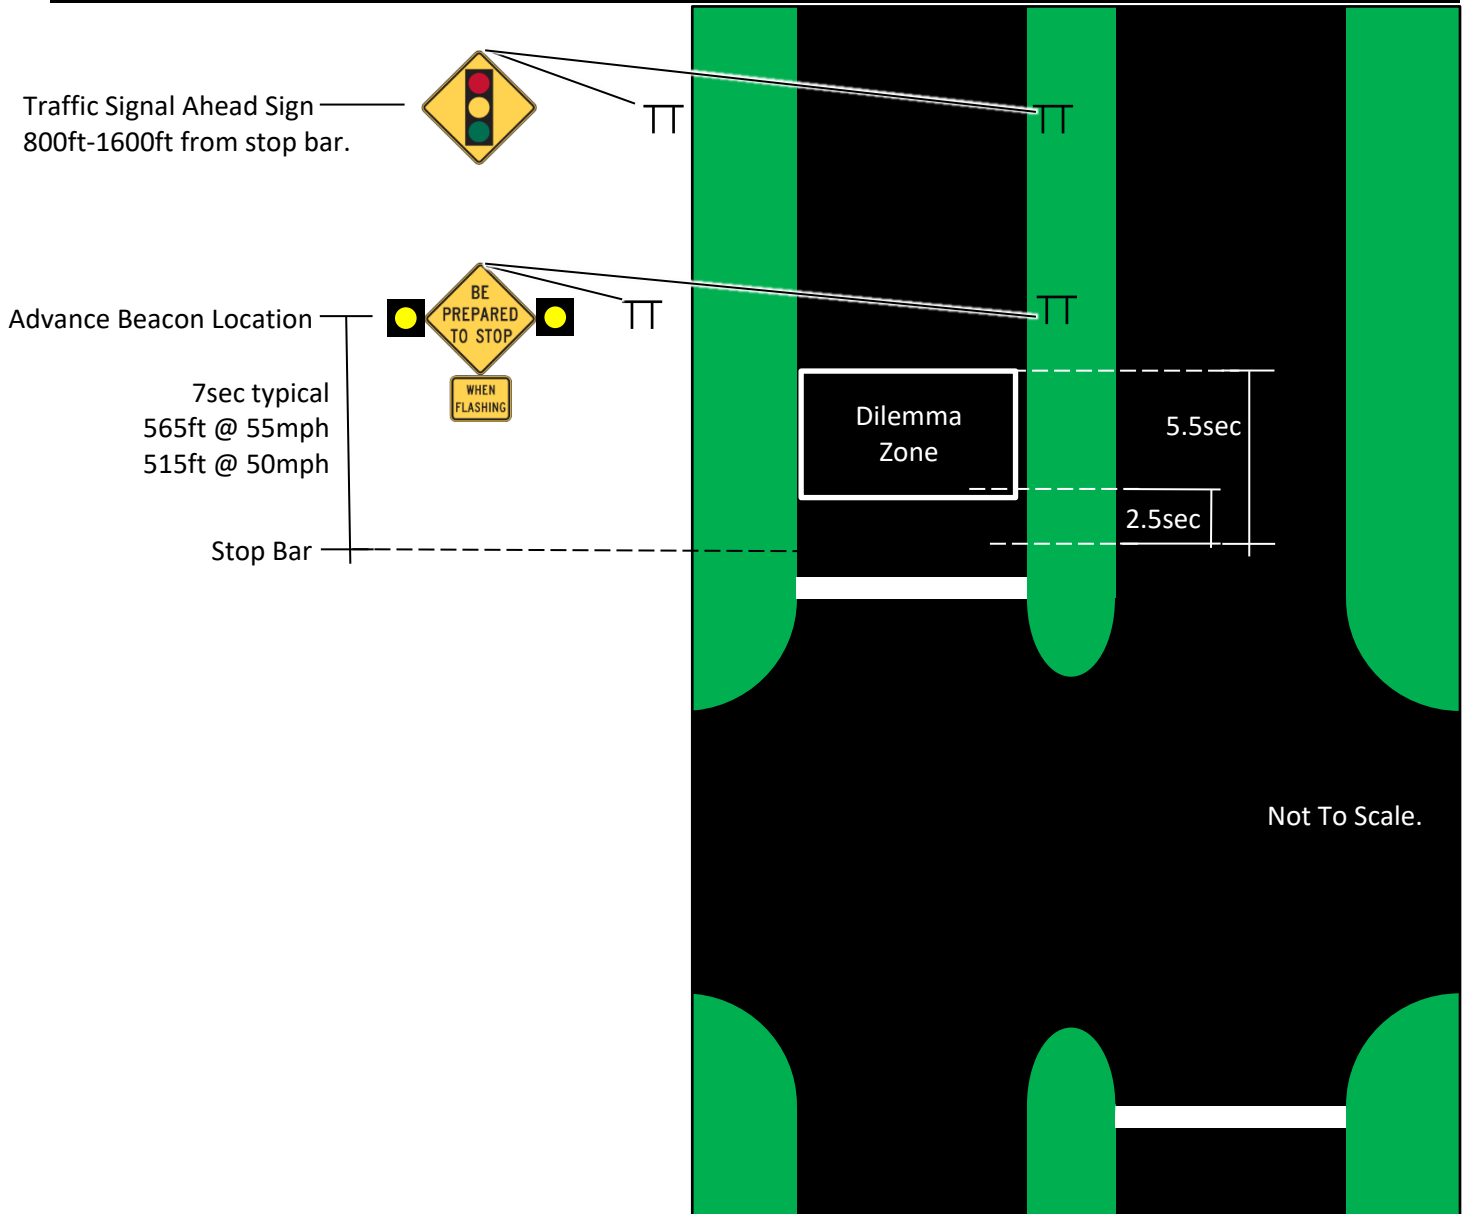 Traffic Signal Ahead Sign
800ft-1600ft from stop bar.
BE
PREPARED
TO STOP
WHEN
FLASHING
Advance Beacon Location
7sec typical
565ft @ 55mph
515ft @ 50mph
Stop Bar
Dilemma
Zone
5.5sec
2.5sec
Not To Scale.